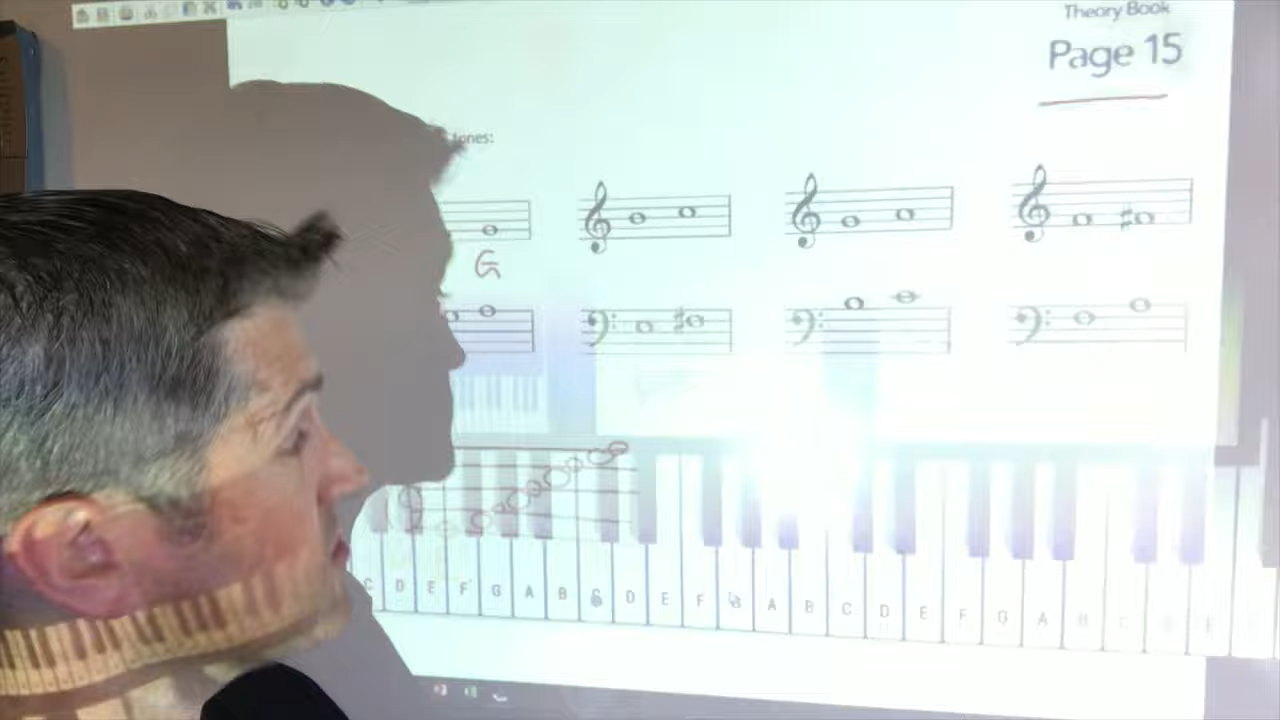 Theory Book
Page 15
tones:
G
C D E F G A B C D E F G A B C D E F G A B